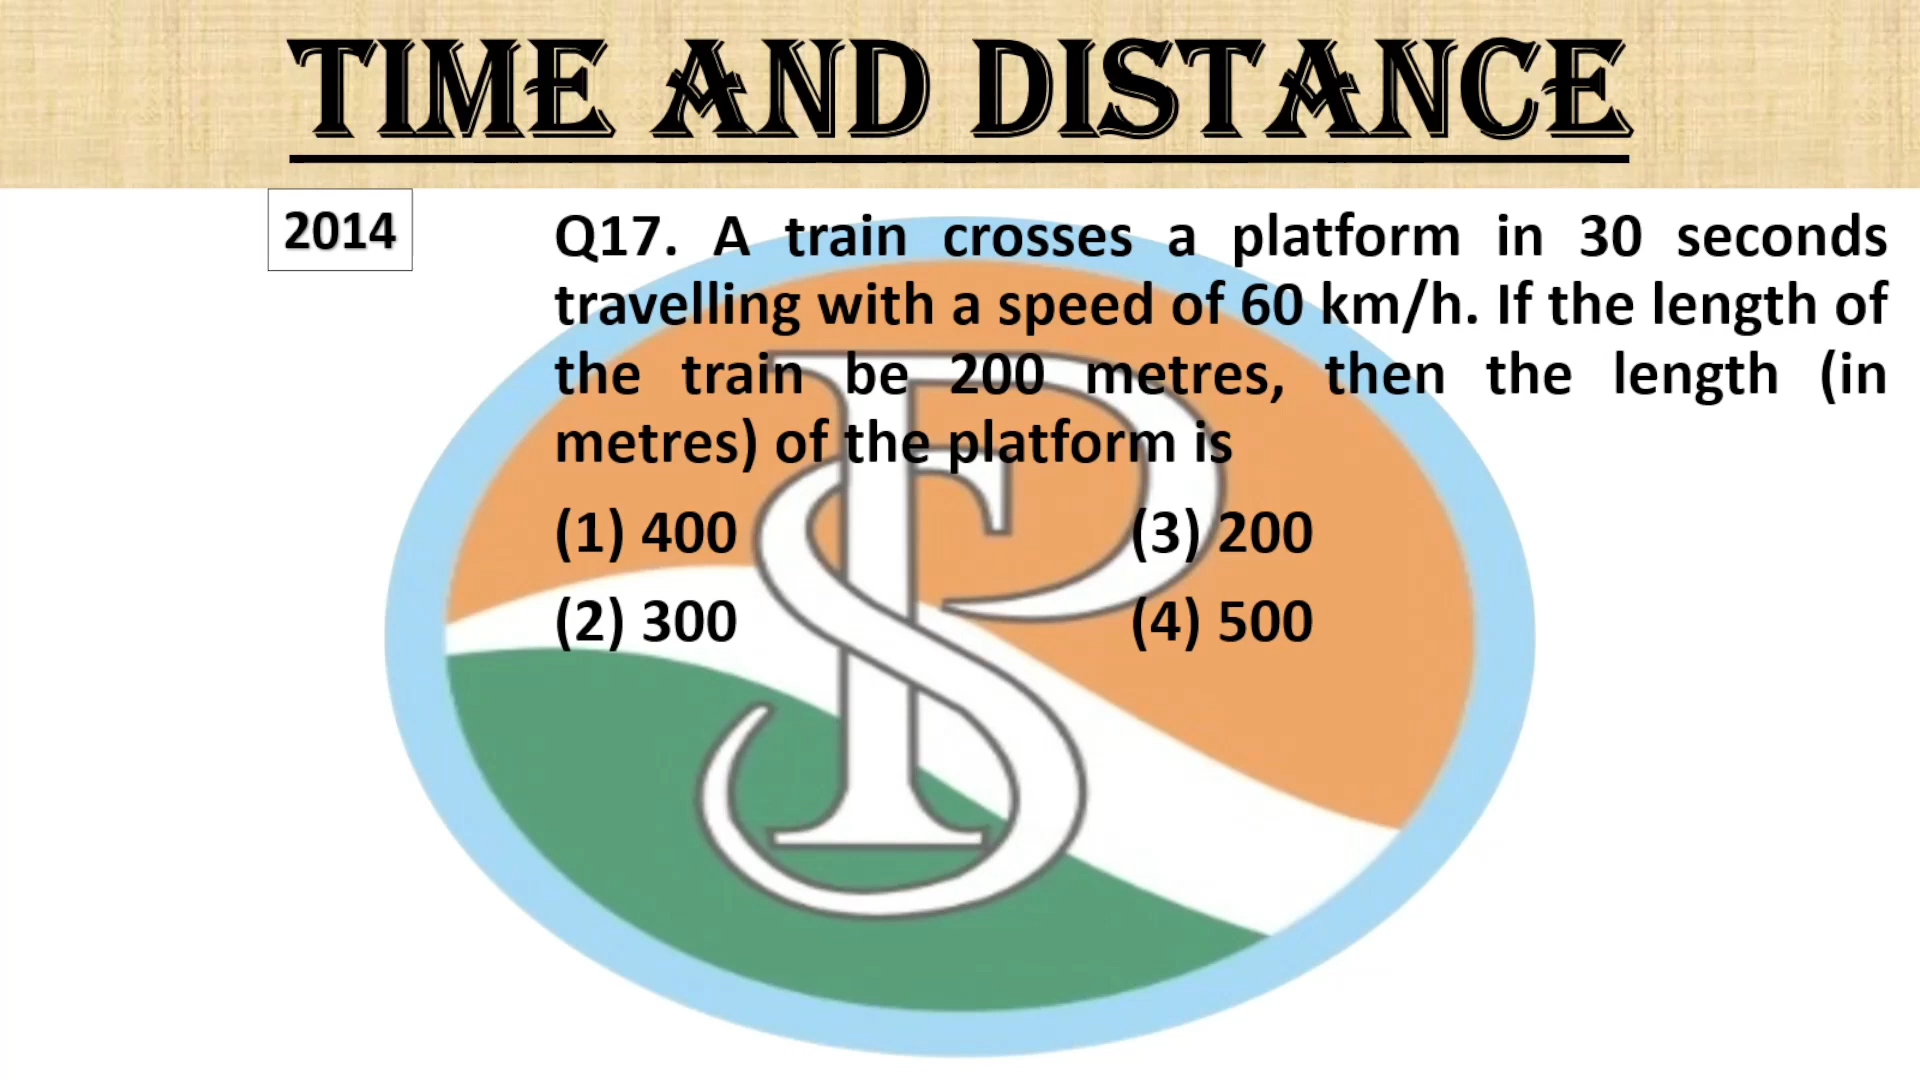 TIME AND DISTANCE
2014
Q17. A train crosses a platform in 30 seconds
travelling with a speed of 60 km/h. If the length of
the train be 200 metres, then the length (in
metres) of the platform is
(1) 400 (3) 200
(2) 300 (4) 500